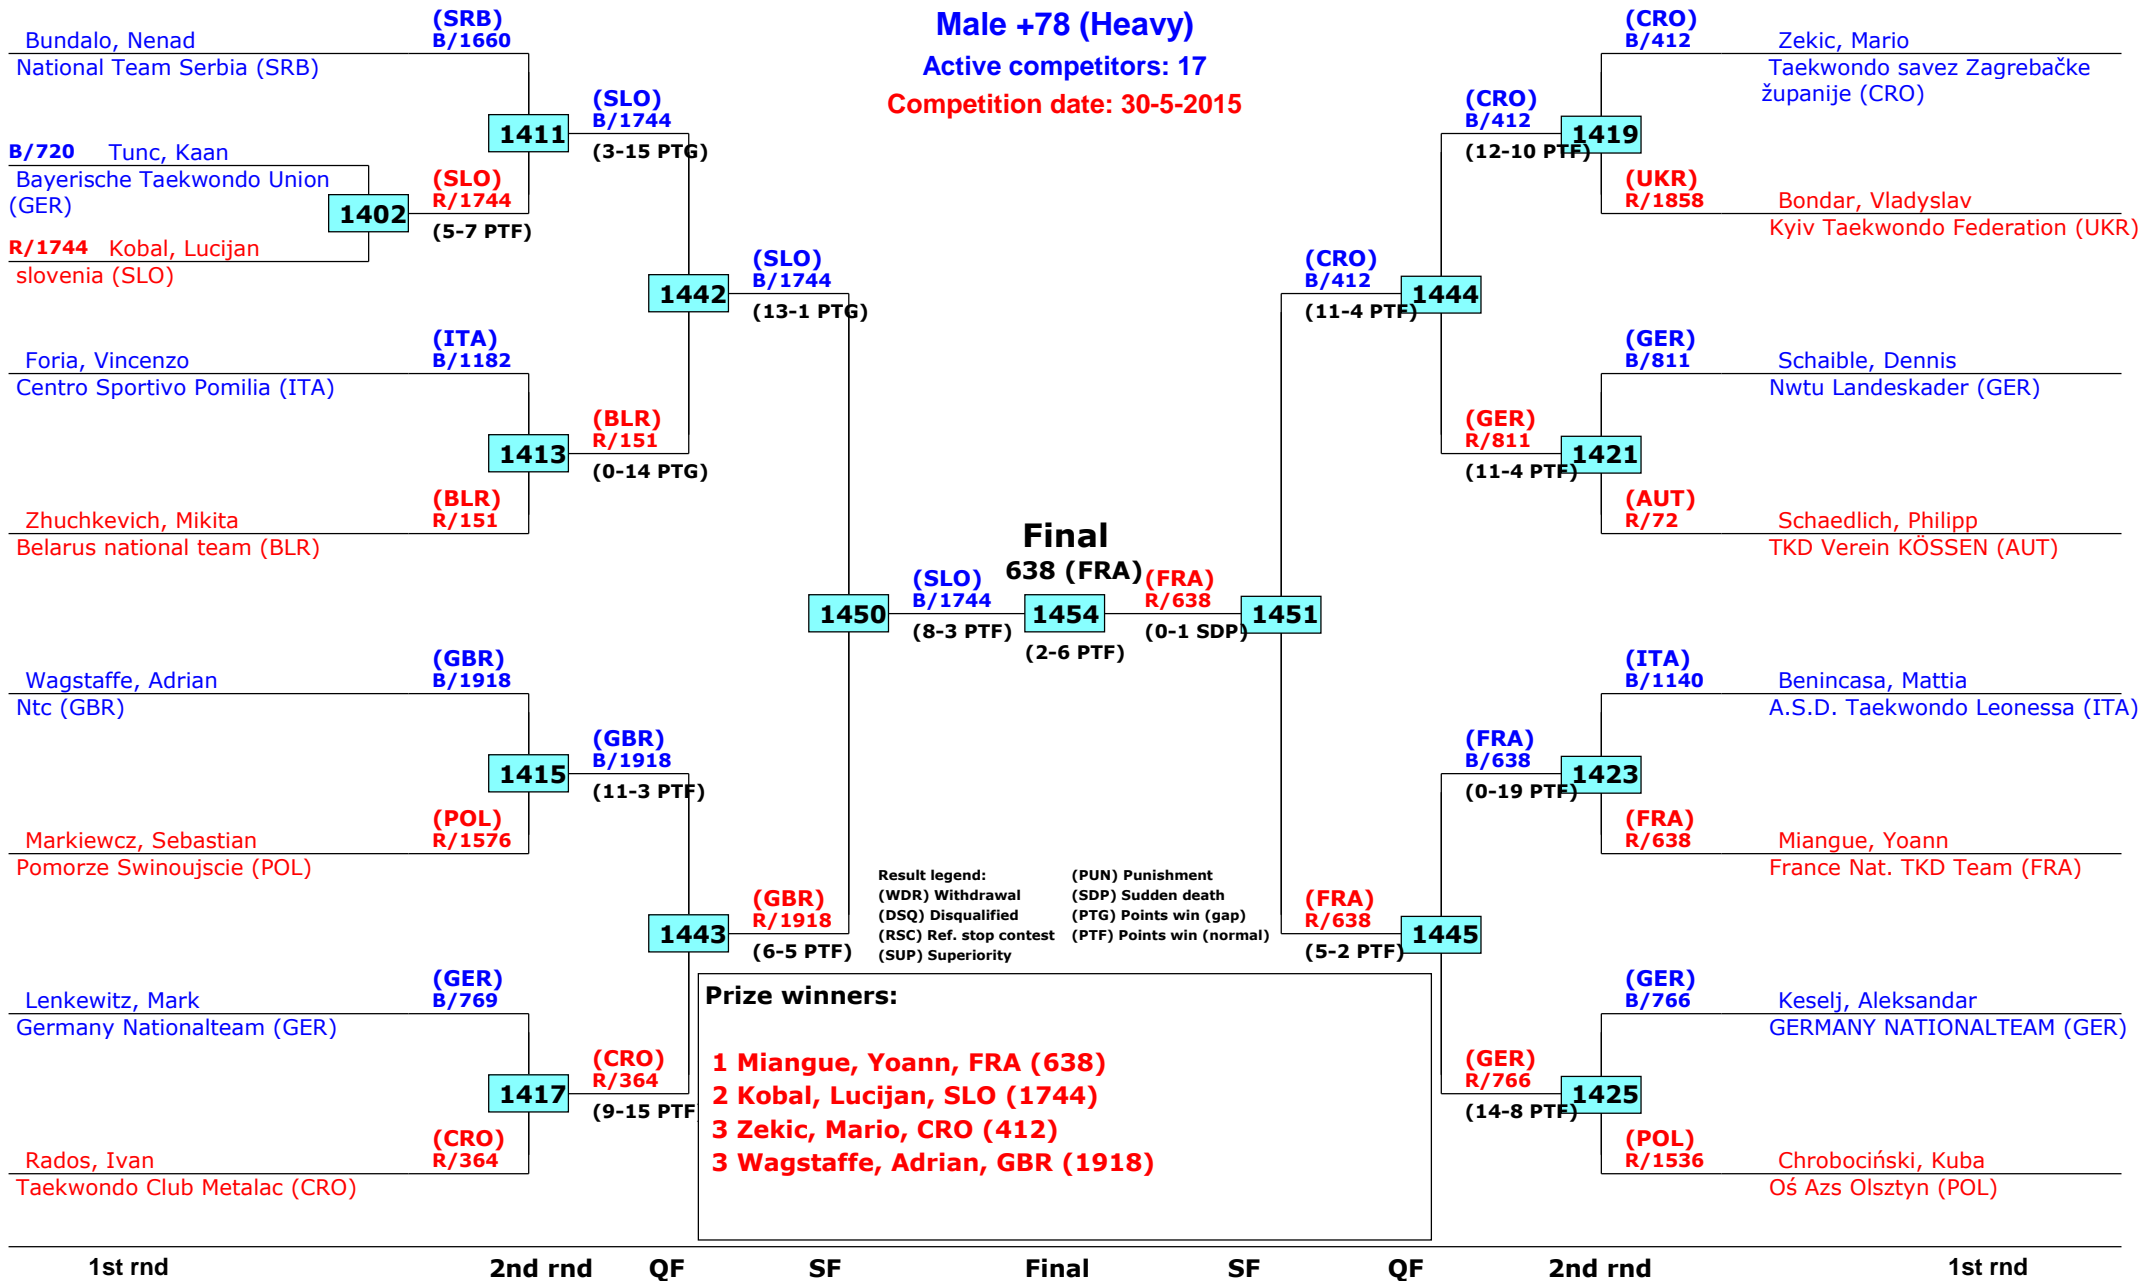 Male +78 (Heavy)
Active competitors: 17
Competition date: 30-5-2015
Bundalo, Nenad
National Team Serbia (SRB)
(SRB)
B/1660
B/720 Tunc, Kaan
Bayerische Taekwondo Union
(GER)
R/1744 Kobal, Lucijan
slovenia (SLO)
1402
(SLO)
R/1744
(5-7 PTF)
1411
(SLO)
B/1744
(3-15 PTG)
Foria, Vincenzo
Centro Sportivo Pomilia (ITA)
(ITA)
B/1182
Zhuchkevich, Mikita
Belarus national team (BLR)
(BLR)
R/151
1413
(BLR)
R/151
(0-14 PTG)
1442
(SLO)
B/1744
(13-1 PTG)
Wagstaffe, Adrian
Ntc (GBR)
(GBR)
B/1918
Markiewcz, Sebastian
Pomorze Swinoujscie (POL)
(POL)
R/1576
1415
(GBR)
B/1918
(11-3 PTF)
Lenkewitz, Mark
Germany Nationalteam (GER)
(GER)
B/769
Rados, Ivan
Taekwondo Club Metalac (CRO)
(CRO)
R/364
1417
(CRO)
R/364
(9-15 PTF
1443
(GBR)
R/1918
(6-5 PTF)
1450
(SLO)
B/1744
(8-3 PTF)
Final
638 (FRA)
1454
(2-6 PTF)
(FRA)
R/638
(0-1 SDP)
1451
(CRO)
B/412
Zekic, Mario
Taekwondo savez Zagrebačke
županije (CRO)
(UKR)
R/1858
Bondar, Vladyslav
Kyiv Taekwondo Federation (UKR)
1419
(CRO)
B/412
(12-10 PTF)
(GER)
B/811
Schaible, Dennis
Nwtu Landeskader (GER)
(AUT)
R/72
Schaedlich, Philipp
TKD Verein KÖSSEN (AUT)
1421
(GER)
R/811
(11-4 PTF)
1444
(CRO)
B/412
(11-4 PTF)
(ITA)
B/1140
Benincasa, Mattia
A.S.D. Taekwondo Leonessa (ITA)
(FRA)
R/638
Miangue, Yoann
France Nat. TKD Team (FRA)
1423
(FRA)
B/638
(0-19 PTF)
(GER)
B/766
Keselj, Aleksandar
GERMANY NATIONALTEAM (GER)
(POL)
R/1536
Chrobociński, Kuba
Oś Azs Olsztyn (POL)
1425
(GER)
R/766
(14-8 PTF)
1445
(FRA)
R/638
(5-2 PTF)
Result legend:
(WDR) Withdrawal
(DSQ) Disqualified
(RSC) Ref. stop contest
(SUP) Superiority
(PUN) Punishment
(SDP) Sudden death
(PTG) Points win (gap)
(PTF) Points win (normal)
Prize winners:
1 Miangue, Yoann, FRA (638)
2 Kobal, Lucijan, SLO (1744)
3 Zekic, Mario, CRO (412)
3 Wagstaffe, Adrian, GBR (1918)
1st rnd 2nd rnd QF SF Final SF QF 2nd rnd 1st rnd